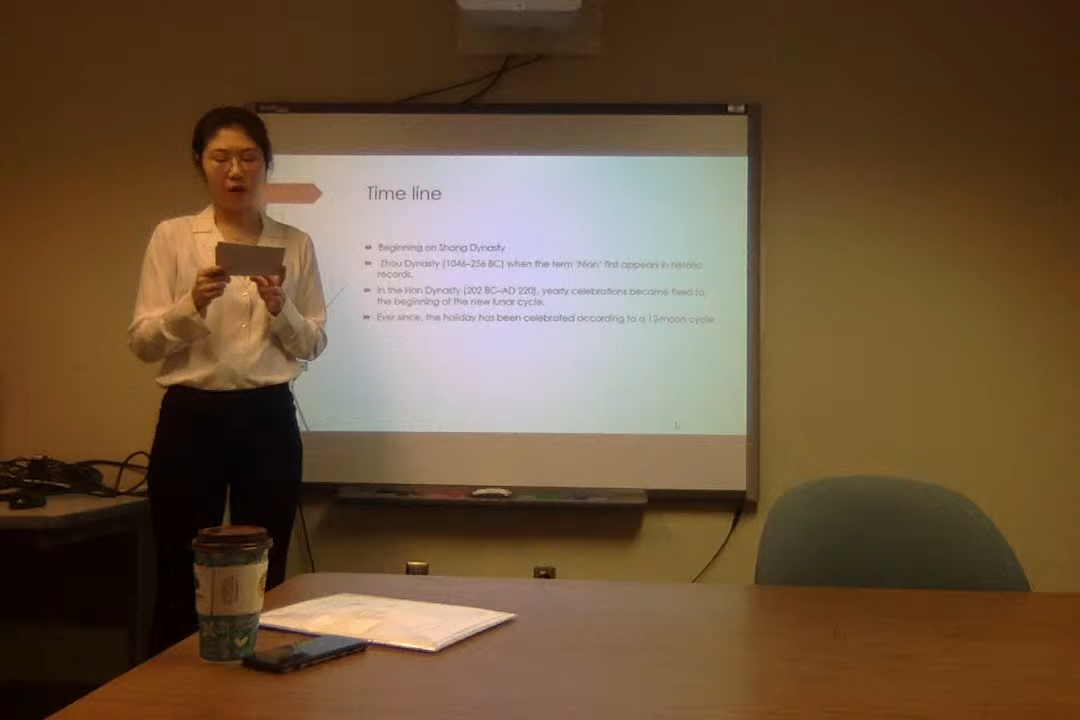 Time line
Beginning on Shang Dynasty
Zhou Dynasty (1046–256 BC) when the term 'Nian' first appears in historic
records.
In the Han Dynasty (202 BC–AD 220), yearly celebrations became fixed to
the beginning of the new lunar cycle.
Ever since, the holiday has been celebrated according to a 12-moon cycle